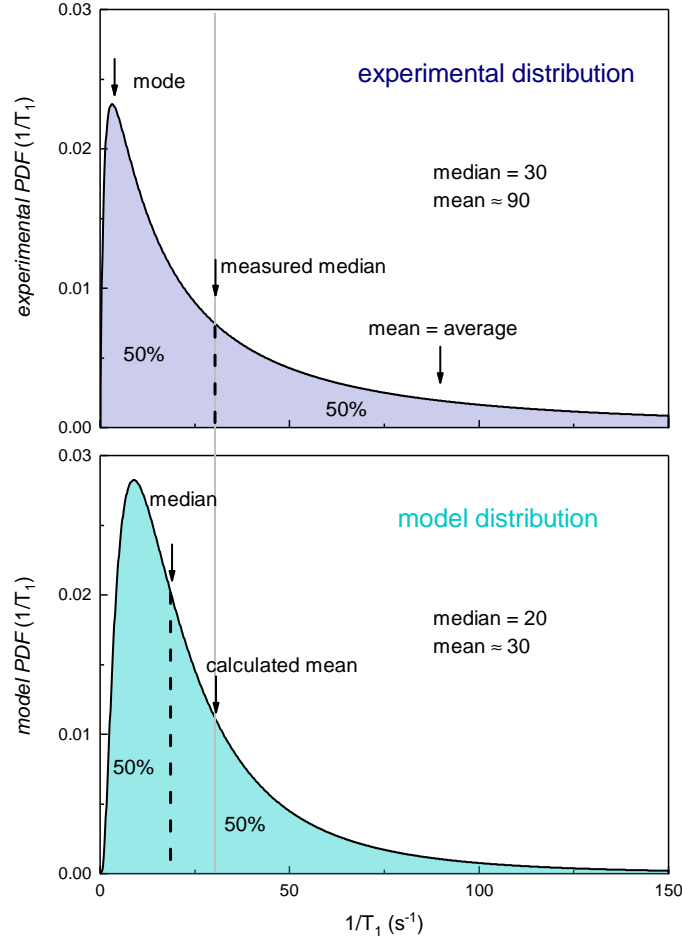 0.03
experimental distribution
mode
experimental PDF (1/T₁)
0.02
median = 30
mean ≈ 90
measured median
0.01
mean = average
50%
50%
0.00
0.03
median
model distribution
model PDF (1/T₁)
0.02
median = 20
mean ≈ 30
calculated mean
0.01
50%
50%
0.00
0 50 100 150
1/T₁ (s⁻¹)